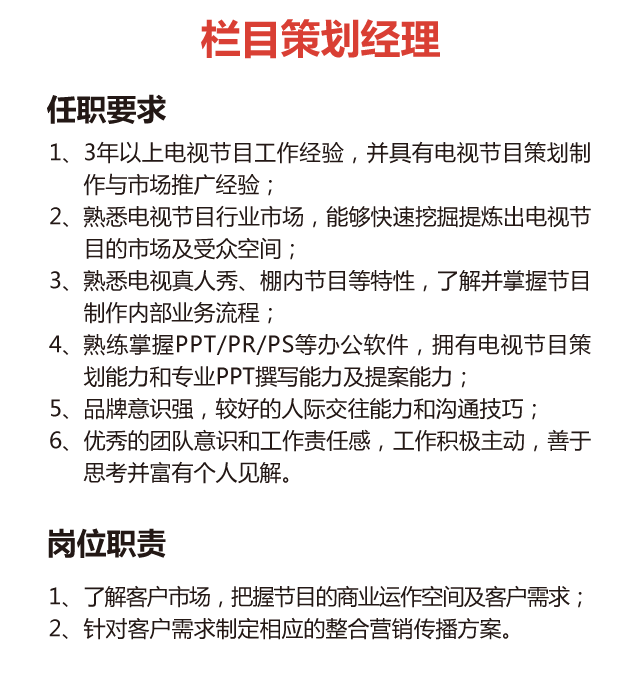 栏目策划经理
任职要求
1、3年以上电视节目工作经验，并具有电视节目策划制
作与市场推广经验；
2、熟悉电视节目行业市场，能够快速挖掘提炼出电视节
目的市场及受众空间；
3、熟悉电视真人秀、棚内节目等特性，了解并掌握节目
制作内部业务流程；
4、熟练掌握PPT/PR/PS等办公软件，拥有电视节目策
划能力和专业PPT撰写能力及提案能力；
5、品牌意识强，较好的人际交往能力和沟通技巧；
6、优秀的团队意识和工作责任感，工作积极主动，善于
思考并富有个人见解。
岗位职责
1、了解客户市场，把握节目的商业运作空间及客户需求；
2、针对客户需求制定相应的整合营销传播方案。